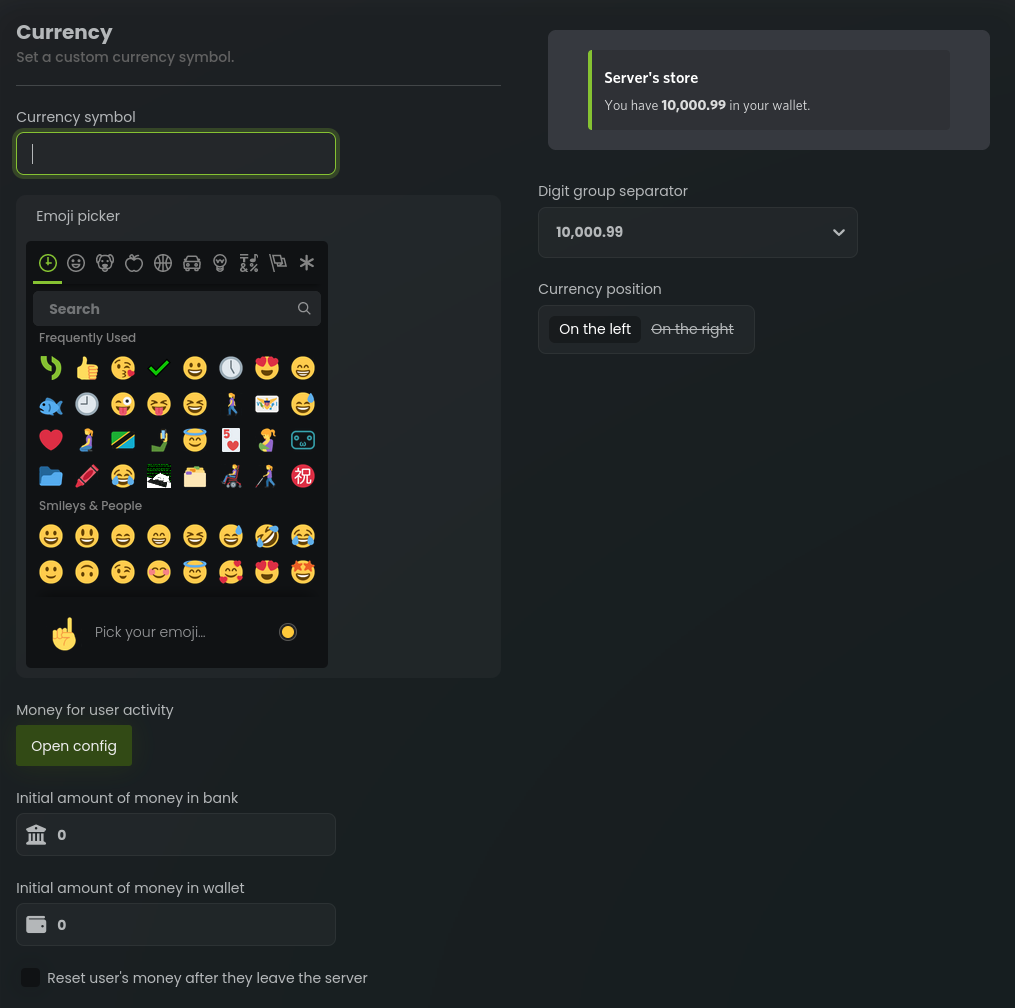 Currency
Set a custom currency symbol.
Currency symbol
Emoji picker
Search
Frequently Used
5
祝
Smileys & People
Pick your emoji...
Money for user activity
Open config
Initial amount of money in bank
0
Initial amount of money in wallet
0
Reset user's money after they leave the server
Server's store
You have 10,000.99 in your wallet.
Digit group separator
10,000.99
Currency position
On the left On the right